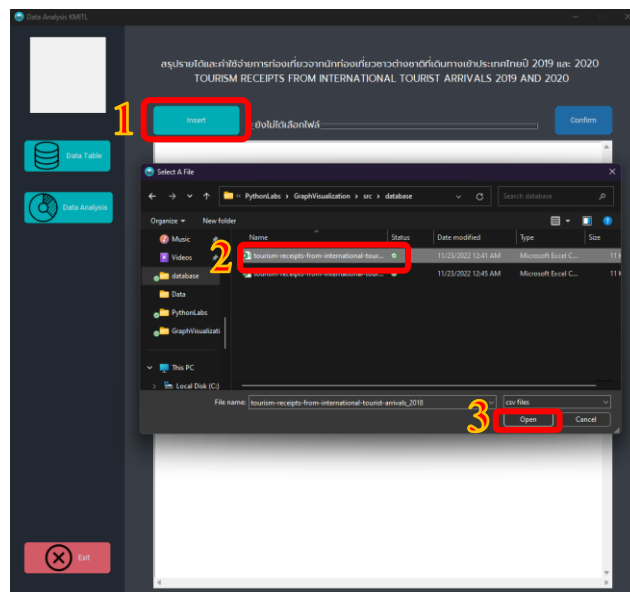 Data Analysis KMITL
สรุปรายได้และค่าใช้จ่ายการท่องเที่ยวจากนักท่องเที่ยวชาวต่างชาติที่เดินทางเข้าประเทศไทยปี 2019 และ 2020
TOURISM RECEIPTS FROM INTERNATIONAL TOURIST ARRIVALS 2019 AND 2020
1
Insert
ยังไม่ได้เลือกไฟล์
Confirm
Data Table
Data Analysis
Select A File
« PythonLabs › GraphVisualization › src › database
Search database
Organize
New folder
Name Status Date modified Type Size
Music
2
tourism-receipts-from-international-tour... 11/23/2022 12:41 AM Microsoft Excel C... 11
Videos
tourism-receipts-from-international-tour... 11/23/2022 12:45 AM Microsoft Excel C... 11
database
Data
PythonLabs
GraphVisualizati
This PC
Local Disk (C:)
File name: tourism-receipts-from-international-tourist-arrivals_2018
csv files
3
Open
Cancel
Exit